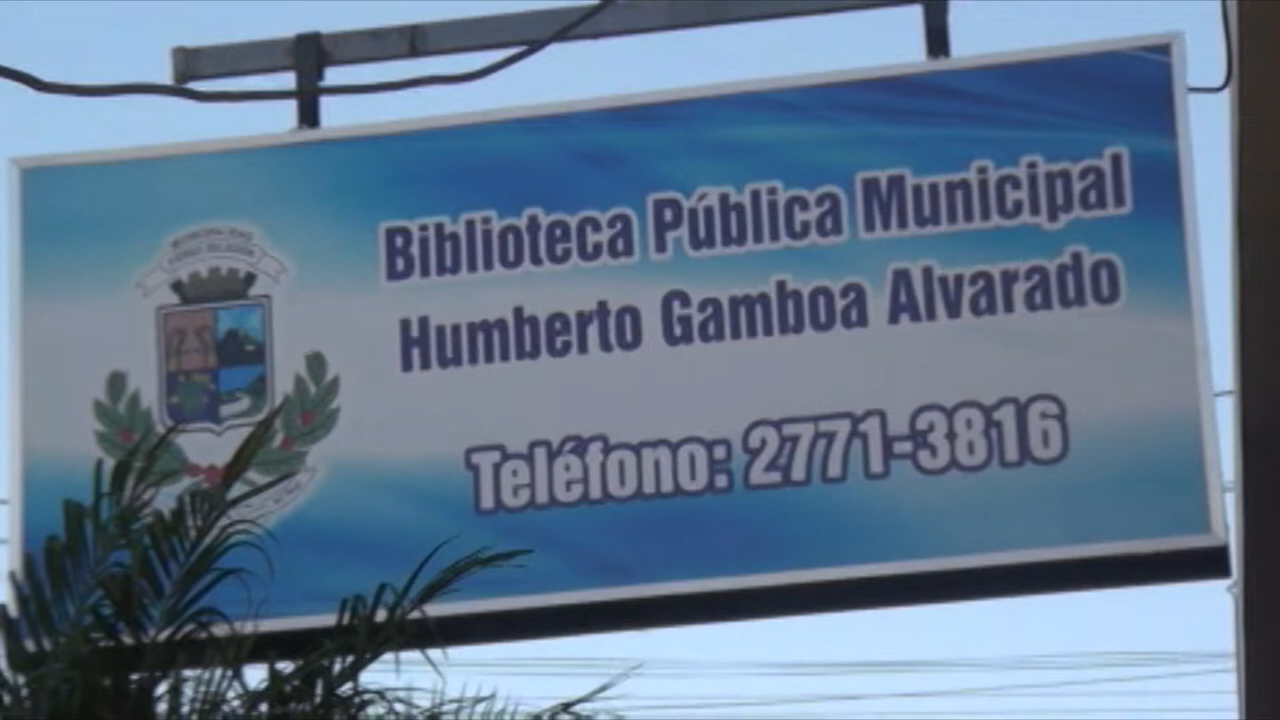 Biblioteca Pública Municipal
Humberto Gamboa Alvarado
Teléfono: 2771-3816